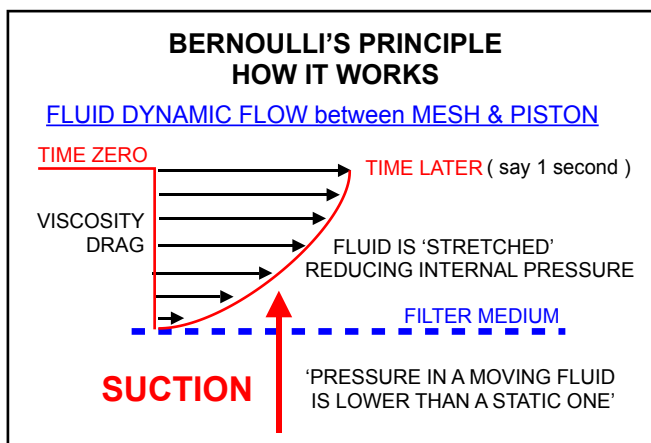 BERNOULLI'S PRINCIPLE
HOW IT WORKS
FLUID DYNAMIC FLOW between MESH & PISTON
TIME ZERO
TIME LATER ( say 1 second )
VISCOSITY
DRAG
FLUID IS ‘STRETCHED’
REDUCING INTERNAL PRESSURE
FILTER MEDIUM
SUCTION
‘PRESSURE IN A MOVING FLUID
IS LOWER THAN A STATIC ONE’